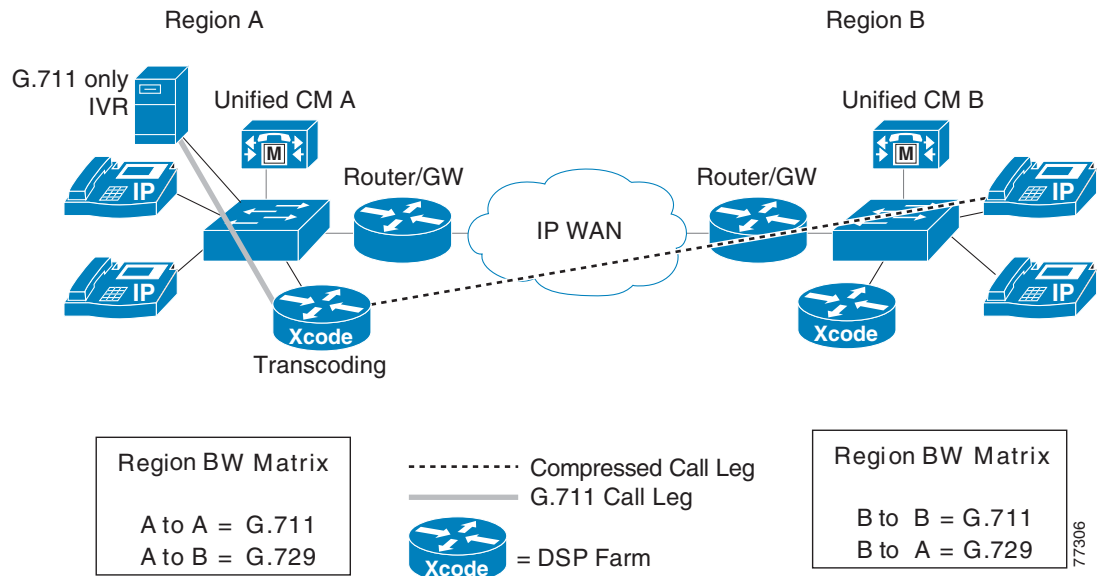 Region A
Region B
G.711 only
IVR
Unified CM A
Unified CM B
M
M
IP
Router/GW
Router/GW
IP
IP WAN
IP
IP
Xcode
Xcode
Transcoding
Region BW Matrix
A to A = G.711
A to B = G.729
Compressed Call Leg
G.711 Call Leg
Xcode
= DSP Farm
Region BW Matrix
B to B = G.711
B to A = G.729
77306